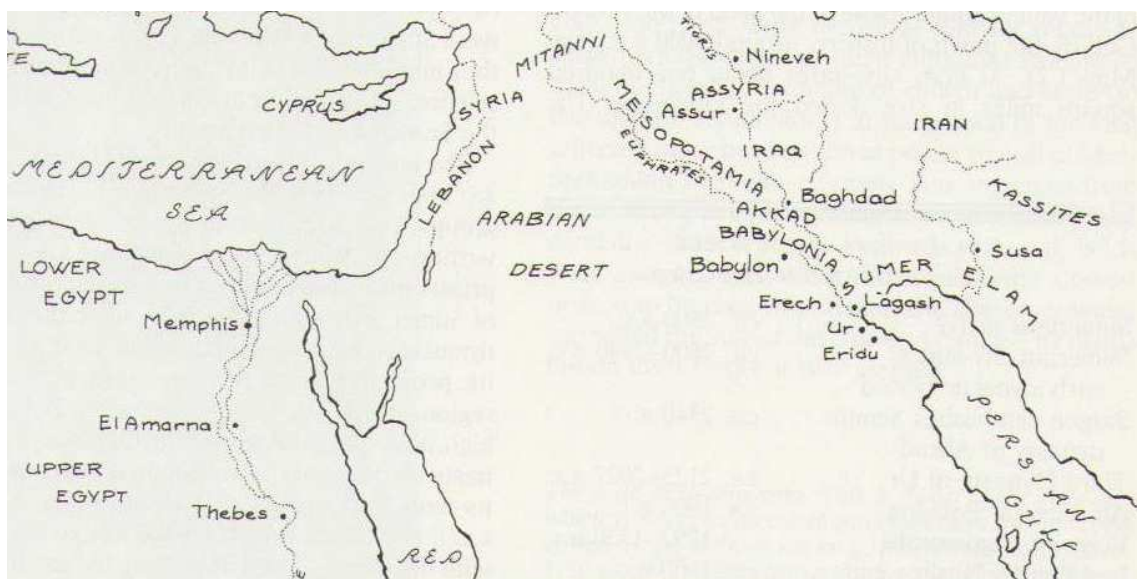 MITANNI
TIGRIS
Nineveh
ASSYRIA
Assur
CYPRUS
SYRIA
MESOPOTAMIA
EUPHRATES
IRAQ
IRAN
MEDITERRANEAN
SEA
LEBANON
ARABIAN
DESERT
Baghdad
KASSITES
AKKAD
BABYLONIA
Babylon
SUMER
ELAM
Susa
LOWER
EGYPT
Memphis
Erech
Lagash
Ur
Eridu
El Amarna
UPPER
EGYPT
Thebes
RED
PERSIAN
GULF